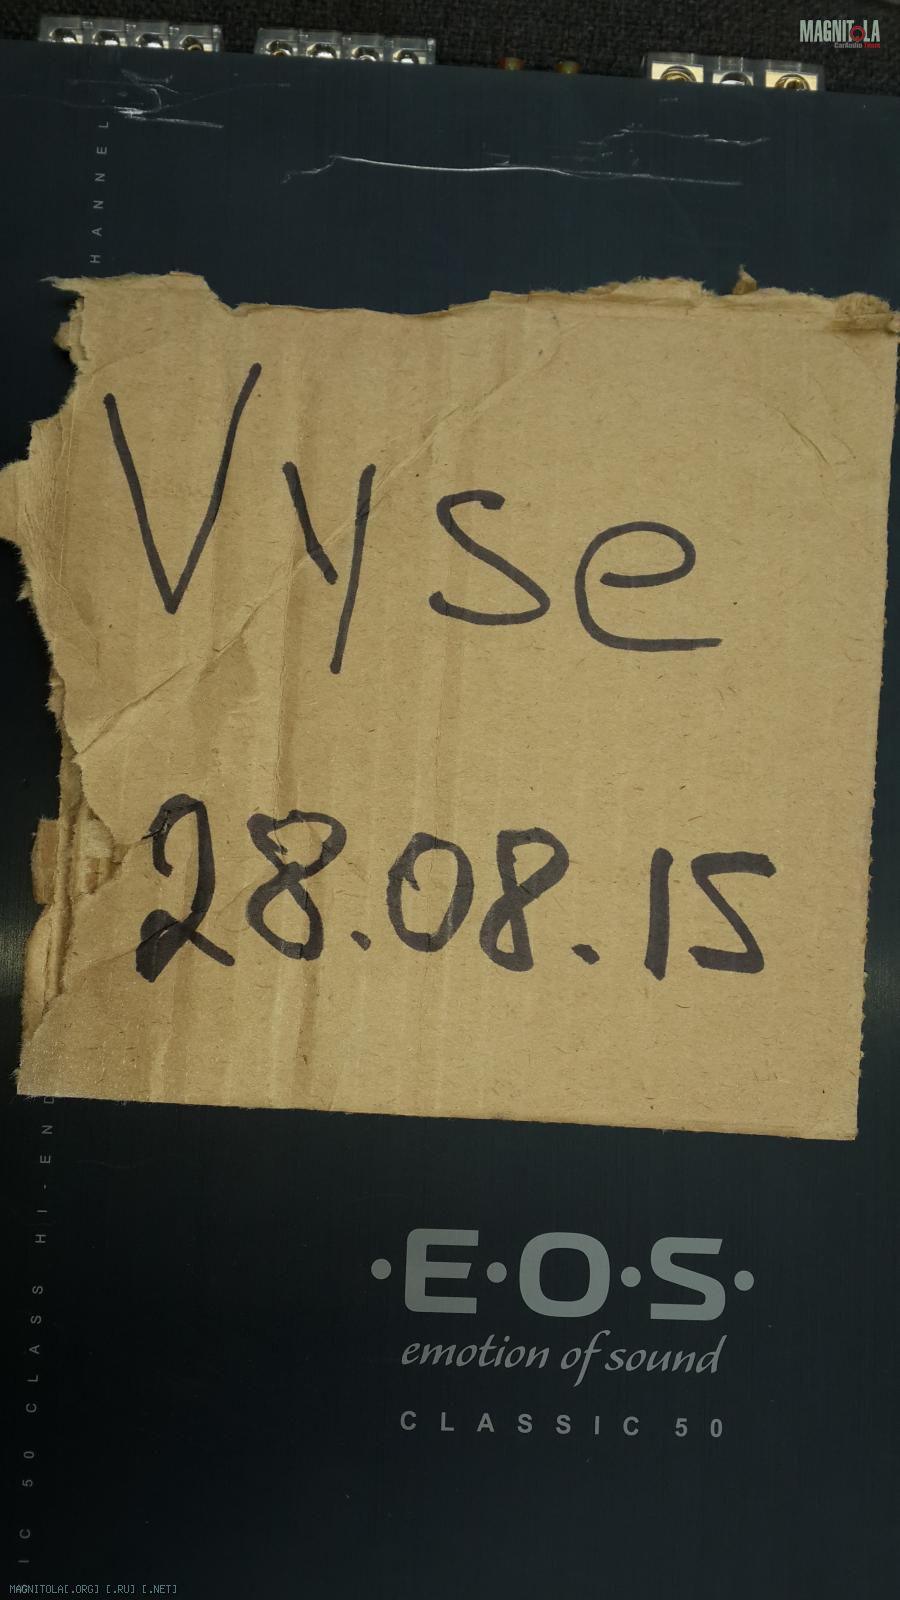 MAGNITOLA
CarAudio Team
HANNEL
Vyse
28.08.15
·E·O·S·
emotion of sound
CLASSIC 50
IC 50 CLASS HI-END
MAGNITOLA[.ORG] [.RU] [.NET]